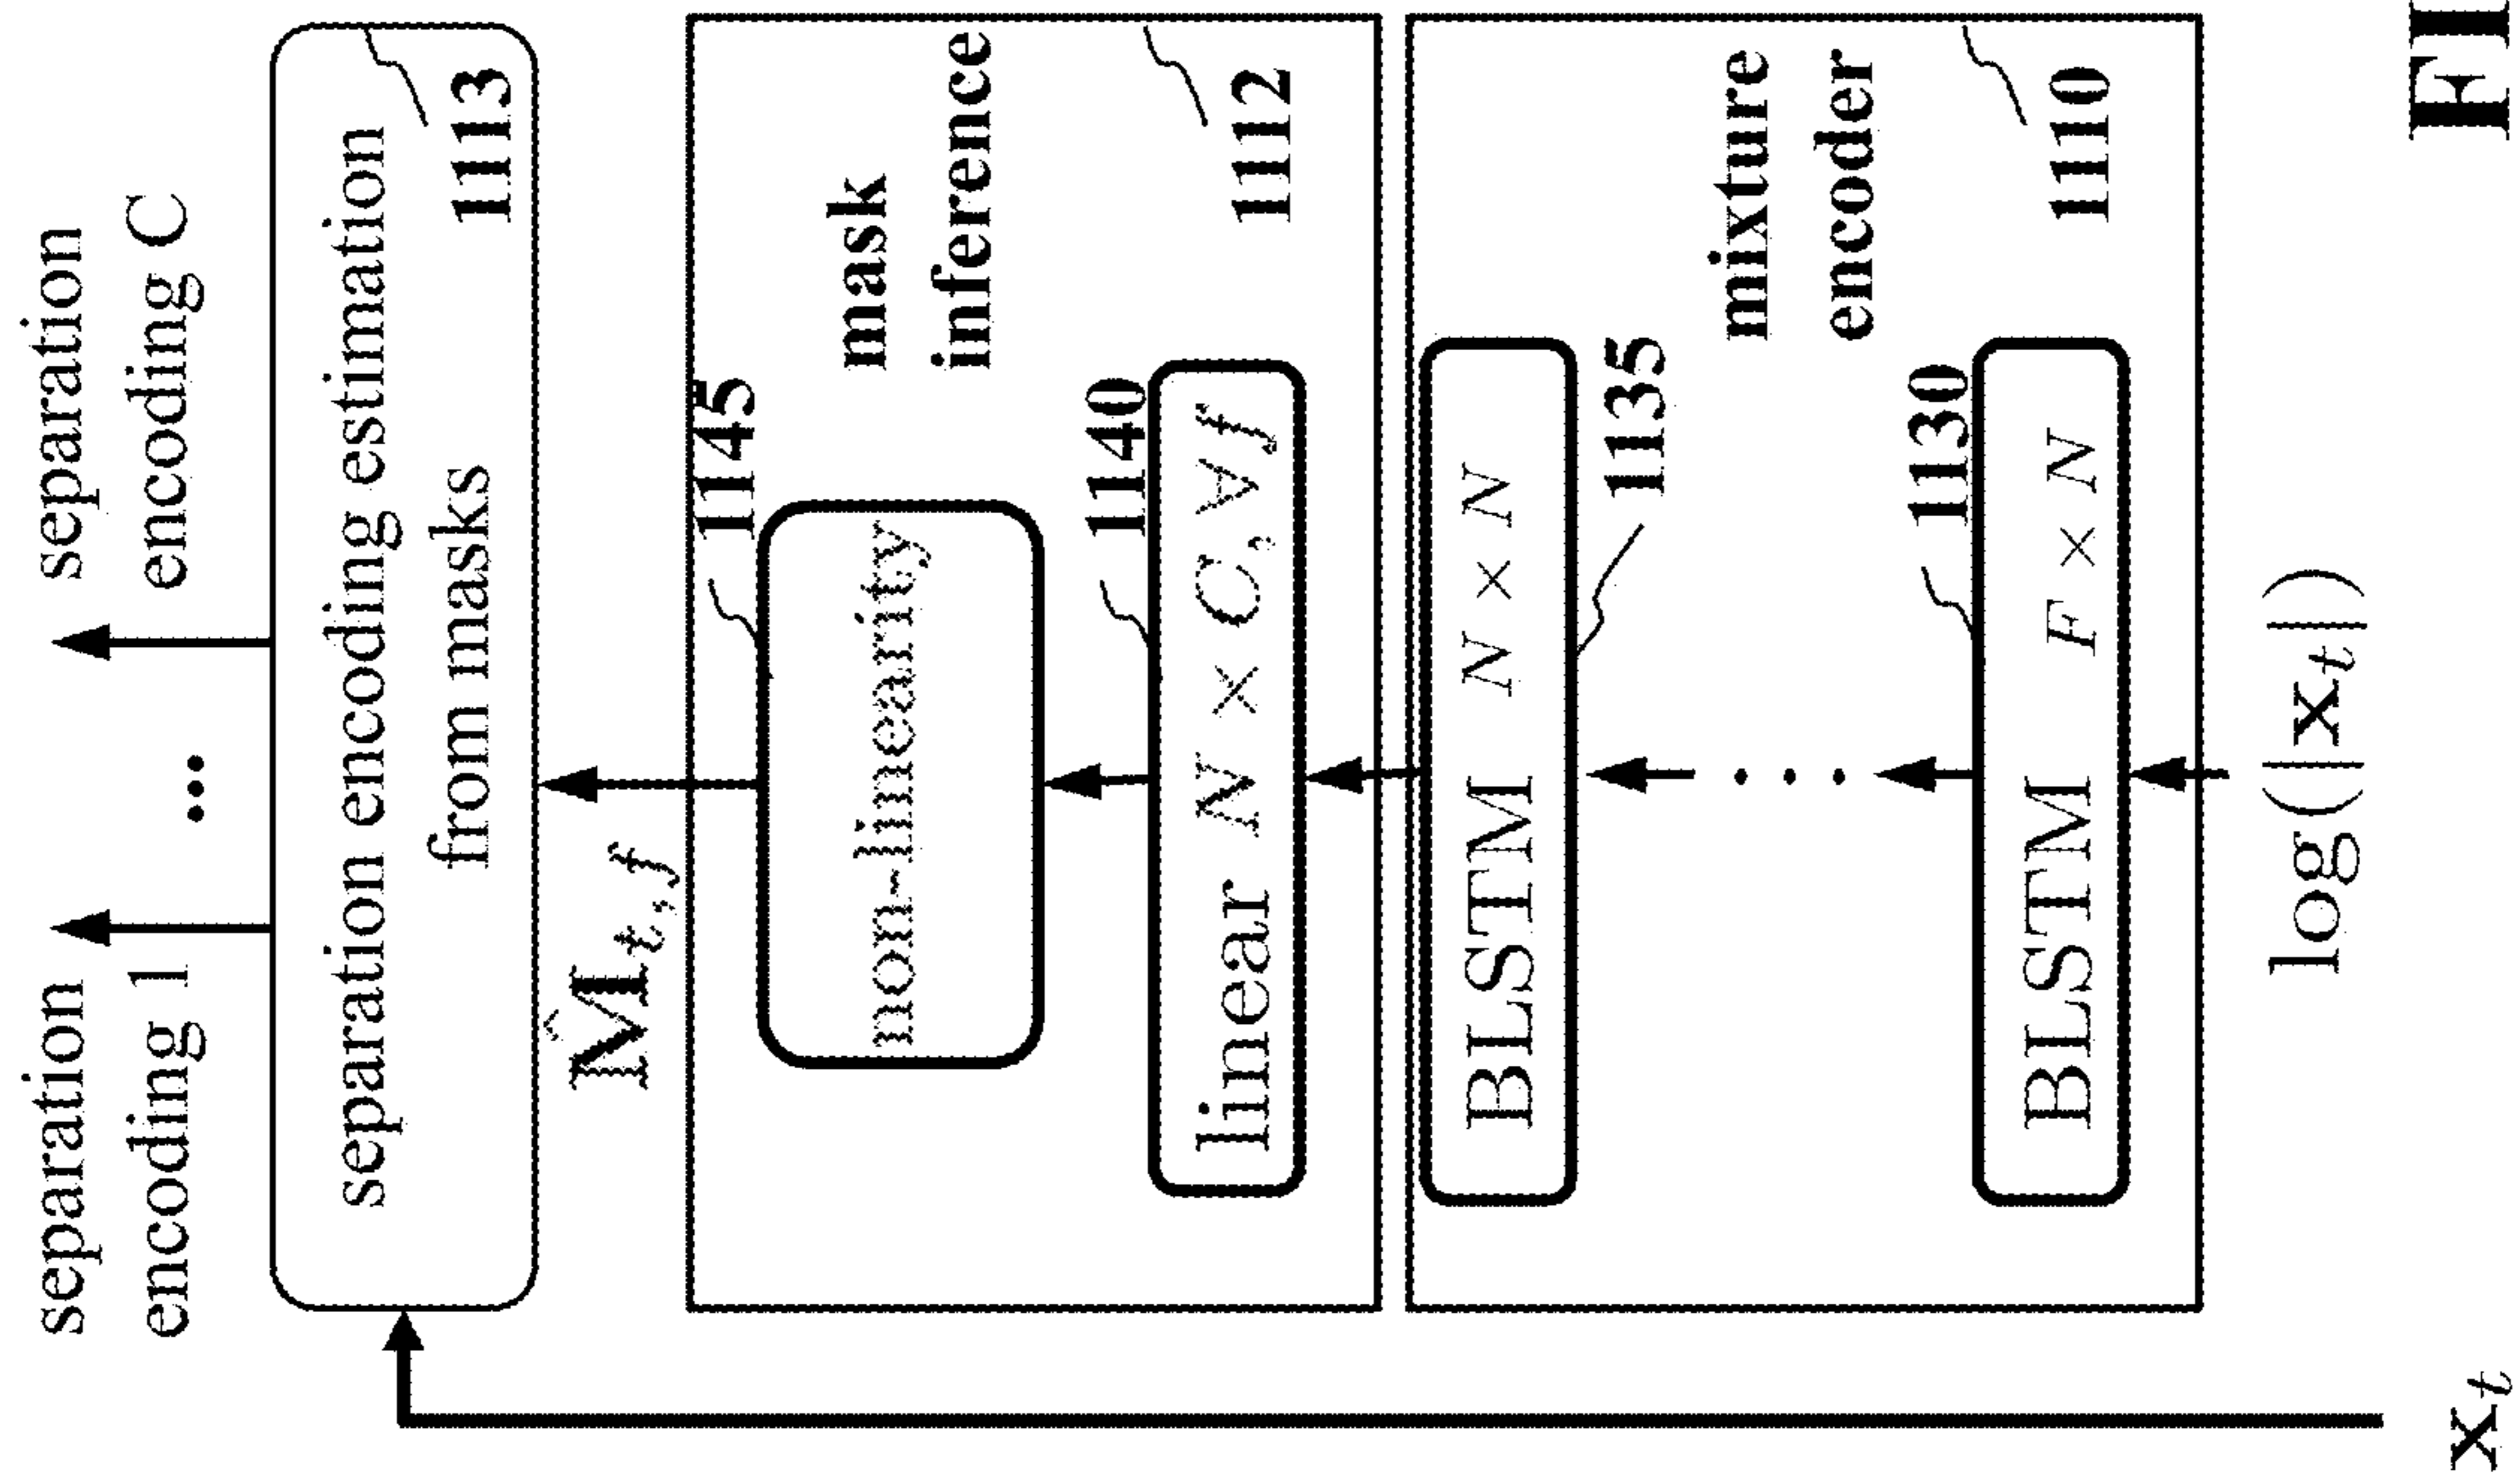 separation
encoding 1
...
separation
encoding C
separation encoding estimation
from masks
1113
M̂t,f
1145
non-linearity
mask
inference
1140
linear N × C, ∀f
1112
BLSTM N × N
1135
mixture
encoder
1130
BLSTM F × N
1110
log(|xt|)
xt
FI